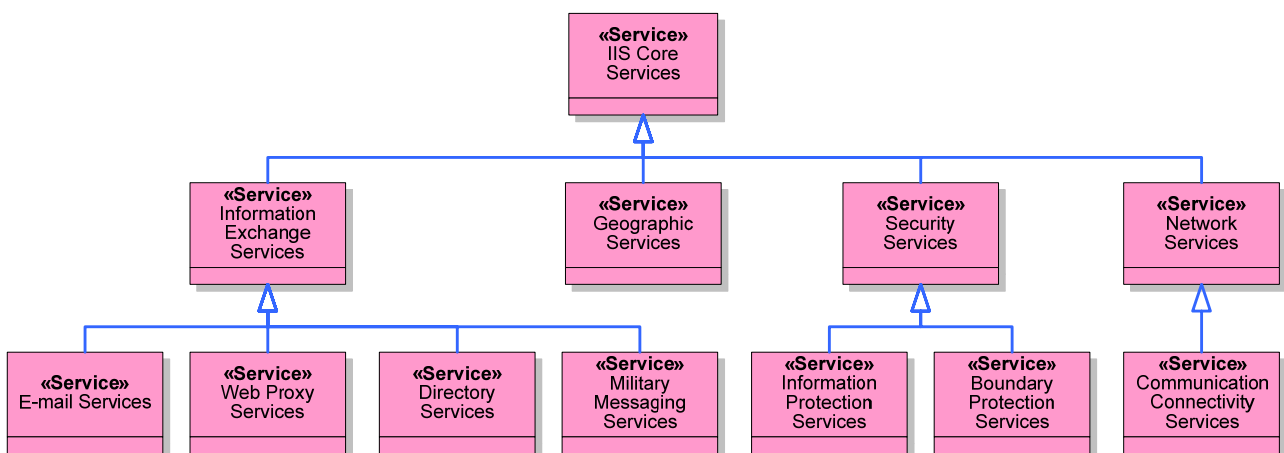 «Service»
IIS Core
Services
«Service»
Information
Exchange
Services
«Service»
Geographic
Services
«Service»
Security
Services
«Service»
Network
Services
«Service»
E-mail Services
«Service»
Web Proxy
Services
«Service»
Directory
Services
«Service»
Military
Messaging
Services
«Service»
Information
Protection
Services
«Service»
Boundary
Protection
Services
«Service»
Communication
Connectivity
Services